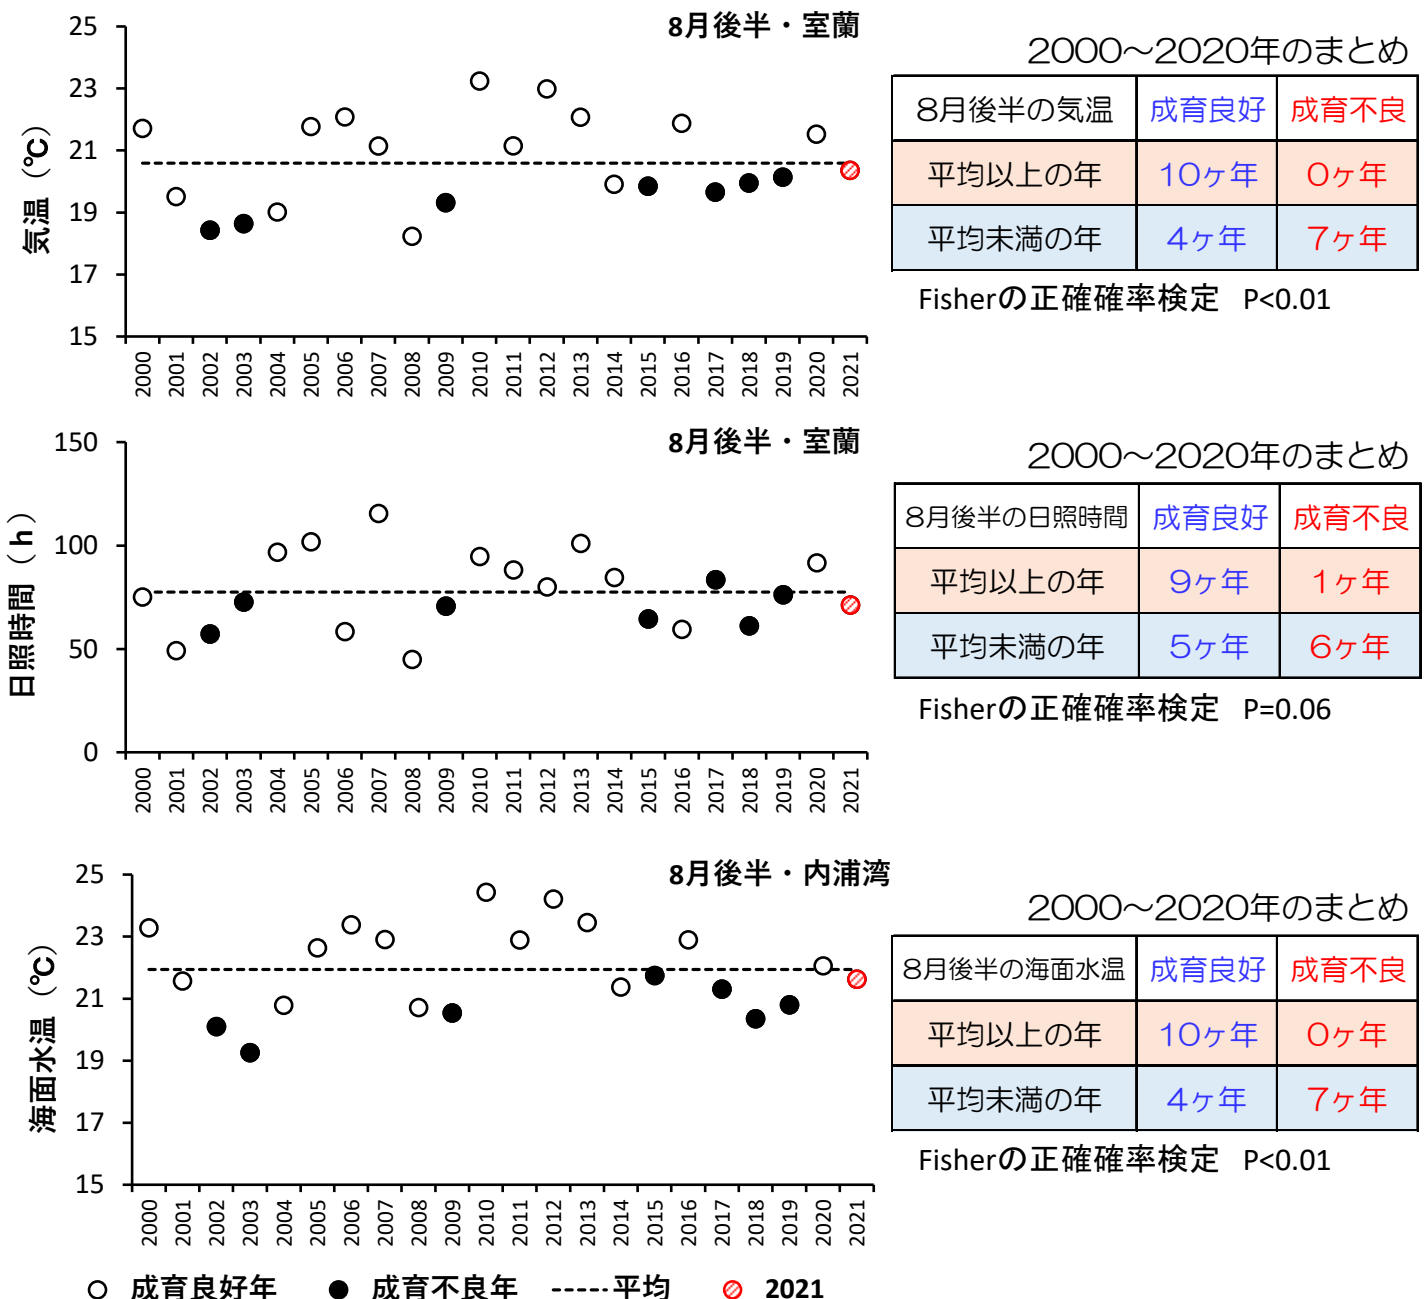 8月後半・室蘭
気温（℃）
25
23
21
19
17
15
2000 2001 2002 2003 2004 2005 2006 2007 2008 2009 2010 2011 2012 2013 2014 2015 2016 2017 2018 2019 2020 2021
2000～2020年のまとめ
8月後半の気温 成育良好 成育不良
平均以上の年 10ヶ年 0ヶ年
平均未満の年 4ヶ年 7ヶ年
Fisherの正確確率検定 P<0.01
8月後半・室蘭
日照時間（h）
150
100
50
0
2000 2001 2002 2003 2004 2005 2006 2007 2008 2009 2010 2011 2012 2013 2014 2015 2016 2017 2018 2019 2020 2021
2000～2020年のまとめ
8月後半の日照時間 成育良好 成育不良
平均以上の年 9ヶ年 1ヶ年
平均未満の年 5ヶ年 6ヶ年
Fisherの正確確率検定 P=0.06
8月後半・内浦湾
海面水温（℃）
25
23
21
19
17
15
2000 2001 2002 2003 2004 2005 2006 2007 2008 2009 2010 2011 2012 2013 2014 2015 2016 2017 2018 2019 2020 2021
2000～2020年のまとめ
8月後半の海面水温 成育良好 成育不良
平均以上の年 10ヶ年 0ヶ年
平均未満の年 4ヶ年 7ヶ年
Fisherの正確確率検定 P<0.01
成育良好年 成育不良年 平均 2021